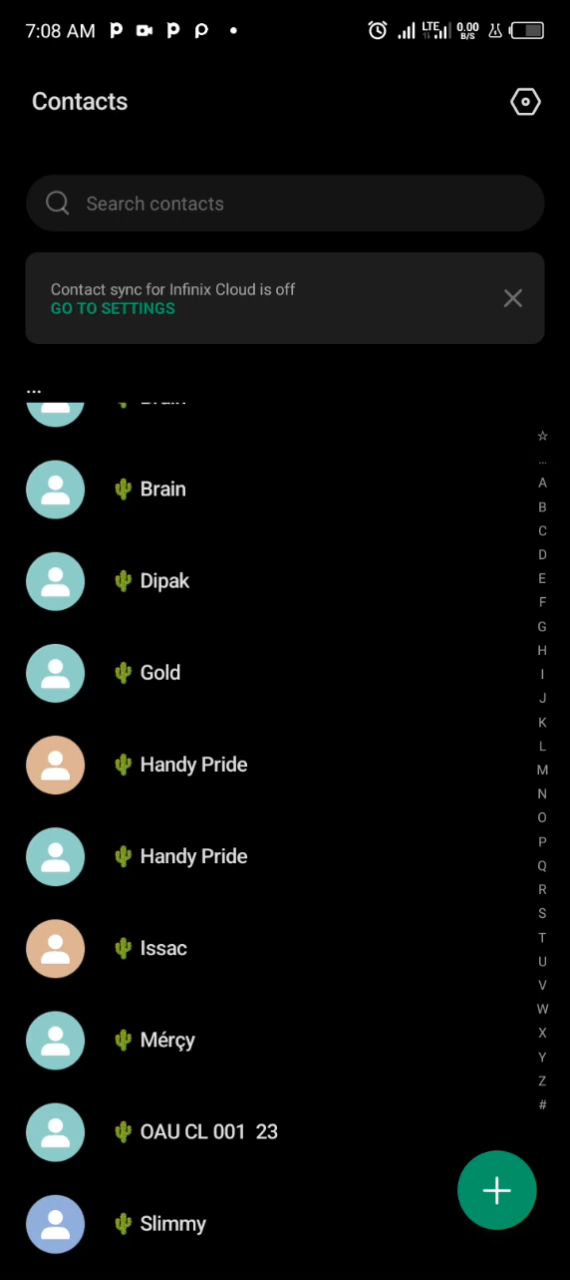 7:08 AM
LTE 0.00 B/S
Contacts
Search contacts
Contact sync for Infinix Cloud is off
GO TO SETTINGS
...
Brain
🌵 Brain
🌵 Dipak
🌵 Gold
🌵 Handy Pride
🌵 Handy Pride
🌵 Issac
🌵 Mérçy
🌵 OAU CL 001 23
🌵 Slimmy
☆
...
A
B
C
D
E
F
G
H
I
J
K
L
M
N
O
P
Q
R
S
T
U
V
W
X
Y
Z
#